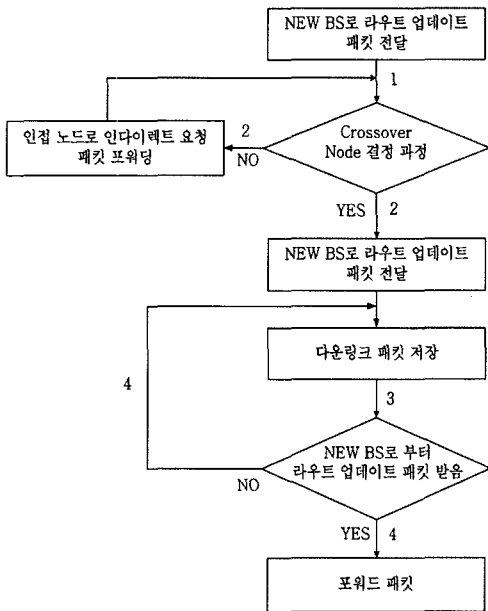 NEW BS로 라우트 업데이트
패킷 전달
1
인접 노드로 인다이렉트 요청
패킷 프워딩
2
NO
Crossover
Node 결정 과정
YES
2
NEW BS로 라우트 업데이트
패킷 전달
다운링크 패킷 저장
4
3
NEW BS로 부터
라우트 업데이트 패킷 받음
NO
YES
4
포워드 패킷